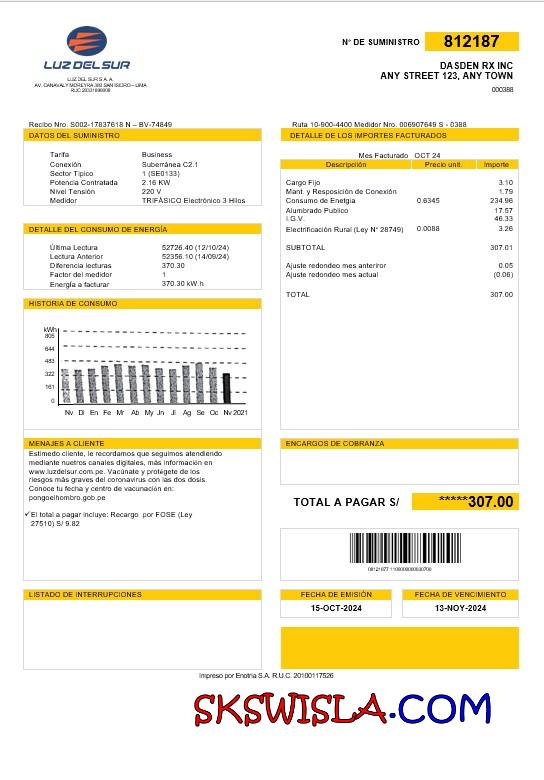 LUZ DEL SUR
LUZ DEL SUR S.A.A.
AV. CANAVALY MOREYRA 380 SAN ISIDRO – LIMA
Nº DE SUMINISTRO 812187
DASDEN RX INC
ANY STREET 123, ANY TOWN
000388
Recibo Nro. S002-17837618 N – BV-74849
DATOS DEL SUMINISTRO
Tarifa Business
Conexión Suberránea C2.1
Sector Típico 1 (SE0133)
Potencia Contratada 2.16 KW
Nivel Tensión 220 V
Medidor TRIFÁSICO Electrónico 3 Hilos
DETALLE DEL CONSUMO DE ENERGÍA
Última Lectura 52726.40 (12/10/24)
Lectura Anterior 52356.10 (14/09/24)
Diferencia lecturas 370.30
Factor del medidor 1
Energía a facturar 370.30 kW.h
HISTORIA DE CONSUMO
kWh
805
644
483
322
161
0
Nv Di En Fe Mr Ab My Jn Jl Ag Se Oc Nv 2021
MENAJES A CLIENTE
Estimedo cliente, le recordamos que seguimos atendiendo
mediante nuetros canales digitales, más información en
www.luzdelsur.com.pe. Vacúnate y protégete de los
riesgos más graves del coronavirus con las dos dosis.
Conoce tu fecha y centro de vacunación en:
pongoelhombro.gob.pe
✓El total a pagar incluye: Recargo por FOSE (Ley
27510) S/ 9.82
LISTADO DE INTERRUPCIONES
Ruta 10-900-4400 Medidor Nro. 006907649 S - 0388
DETALLE DE LOS IMPORTES FACTURADOS
Mes Facturado OCT 24
Descripción Precio unit. Importe
Cargo Fijo 3.10
Mant. y Resposición de Conexión 1.79
Consumo de Enetgía 0.6345 234.96
Alumbrado Publico 17.57
I.G.V. 46.33
Electrificación Rural (Ley N° 28749) 0.0088 3.26
SUBTOTAL 307.01
Ajuste redondeo mes anteriror 0.05
Ajuste redondeo mes actual (0.06)
TOTAL 307.00
ENCARGOS DE COBRANZA
TOTAL A PAGAR S/ *****307.00
FECHA DE EMISIÓN FECHA DE VENCIMIENTO
15-OCT-2024 13-NOY-2024
Impreso por Enotria S.A. R.U.C. 20100117526
SKSWISLA.COM